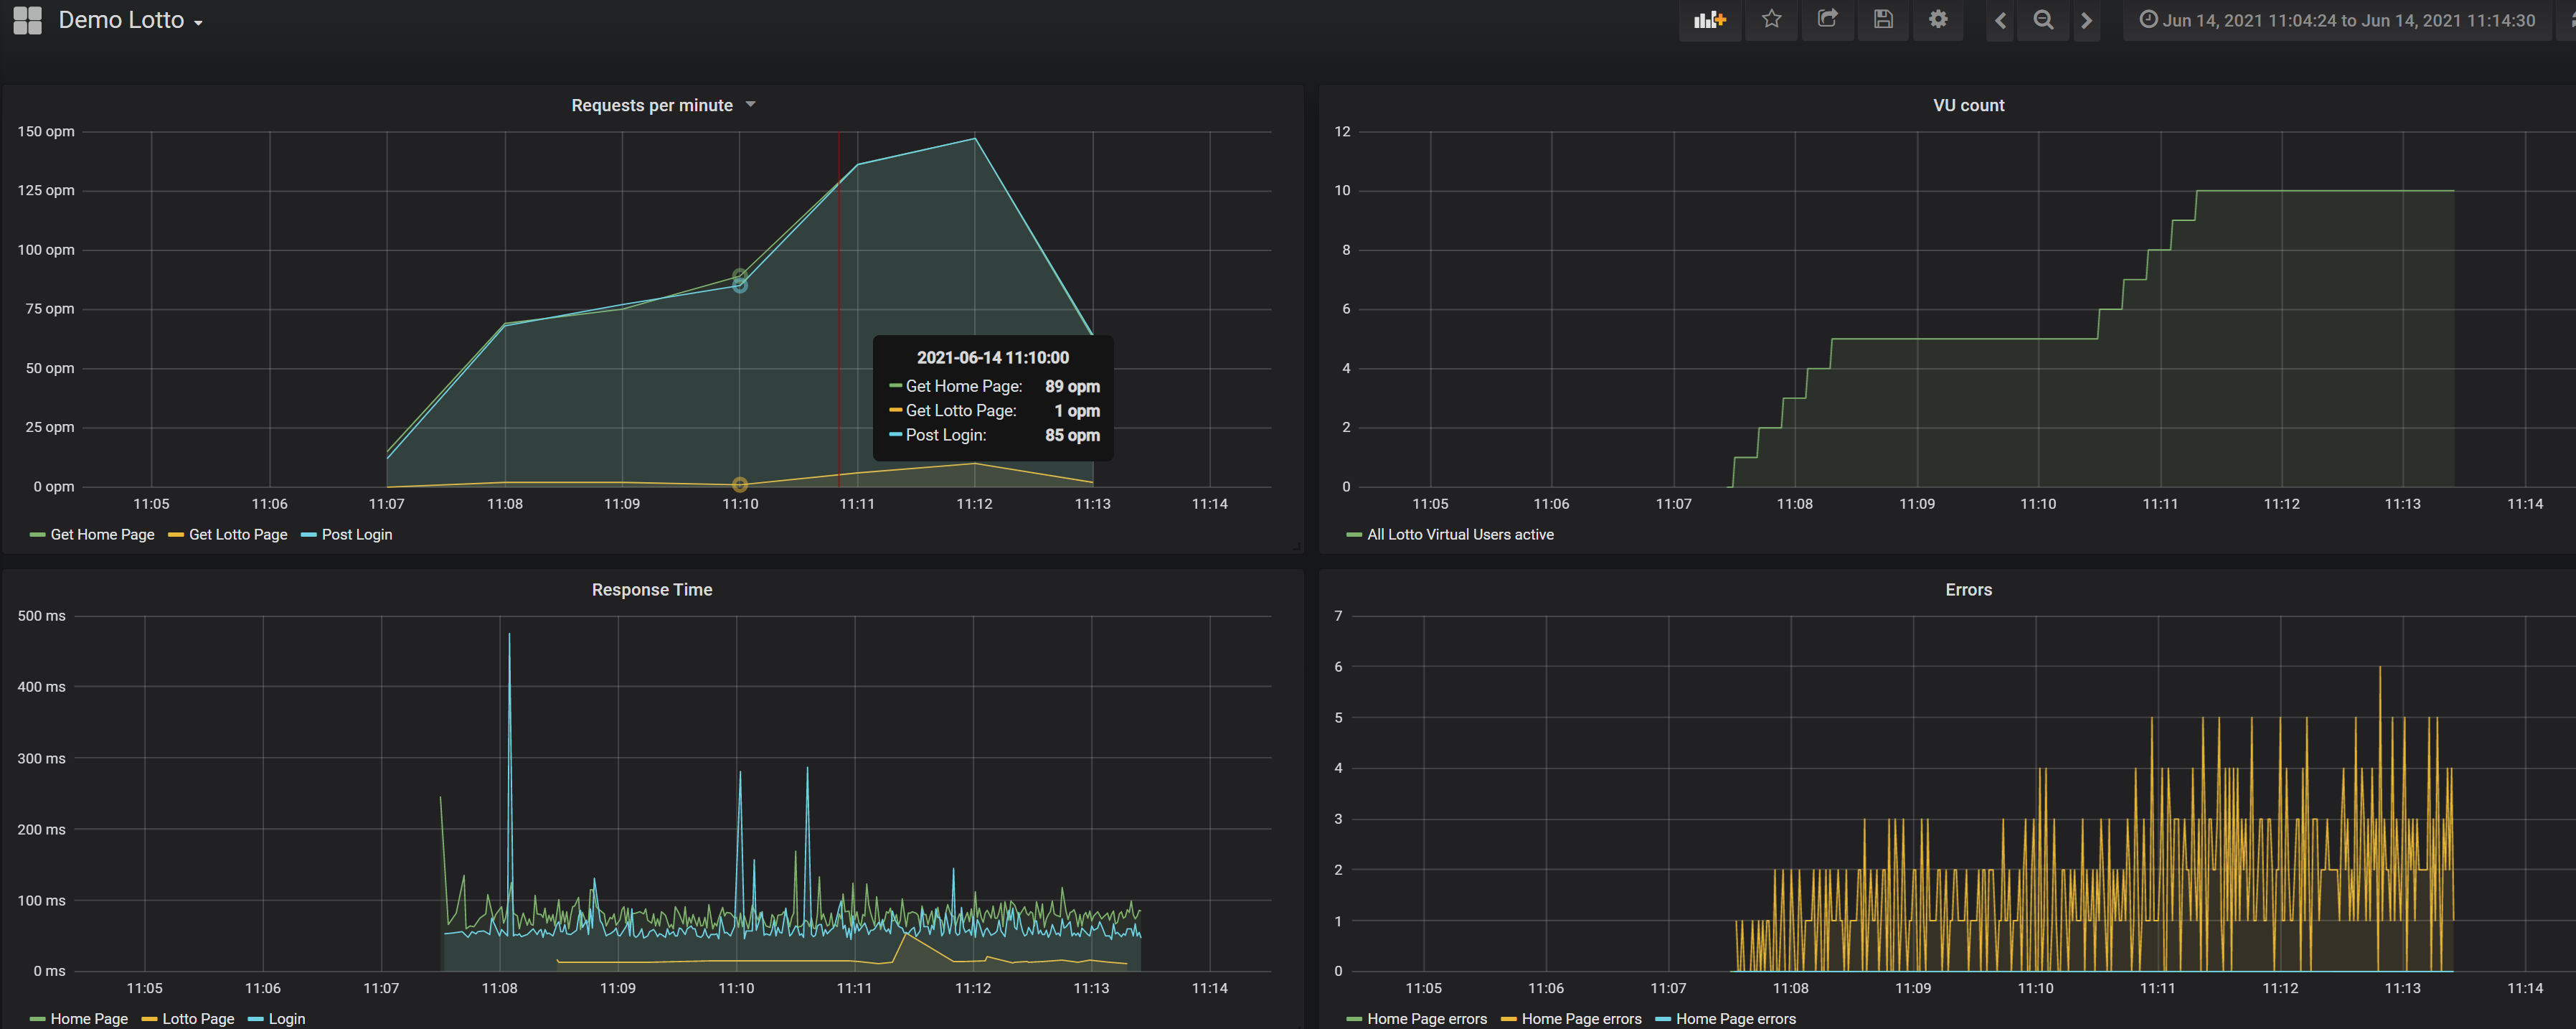 Demo Lotto
Jun 14, 2021 11:04:24 to Jun 14, 2021 11:14:30
Requests per minute
150 opm
125 opm
100 opm
75 opm
50 opm
25 opm
0 opm
11:05 11:06 11:07 11:08 11:09 11:10 11:11 11:12 11:13 11:14
2021-06-14 11:10:00
Get Home Page: 89 opm
Get Lotto Page: 1 opm
Post Login: 85 opm
Get Home Page Get Lotto Page Post Login
VU count
12
10
8
6
4
2
0
11:05 11:06 11:07 11:08 11:09 11:10 11:11 11:12 11:13 11:14
All Lotto Virtual Users active
Response Time
500 ms
400 ms
300 ms
200 ms
100 ms
0 ms
11:05 11:06 11:07 11:08 11:09 11:10 11:11 11:12 11:13 11:14
Home Page Lotto Page Login
Errors
7
6
5
4
3
2
1
0
11:05 11:06 11:07 11:08 11:09 11:10 11:11 11:12 11:13 11:14
Home Page errors Home Page errors Home Page errors